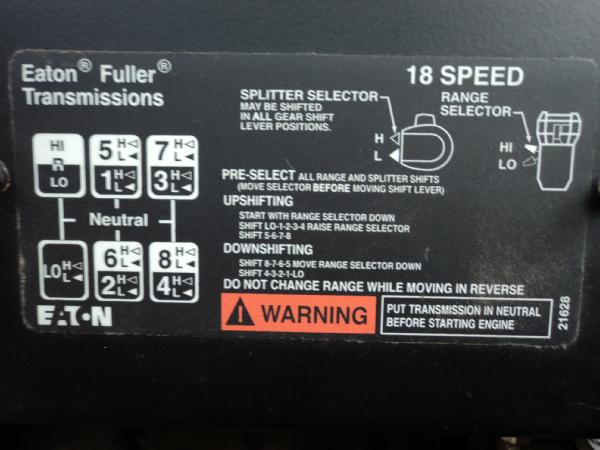 Eaton® Fuller®
Transmissions
18 SPEED
SPLITTER SELECTOR
MAY BE SHIFTED
IN ALL GEAR SHIFT
LEVER POSITIONS.
H
L
RANGE
SELECTOR
HI
LO
HI
R
LO
5 H
L
1 H
L
7 H
L
3 H
L
Neutral
LO H
L
6 H
L
2 H
L
8 H
L
4 H
L
PRE-SELECT ALL RANGE AND SPLITTER SHIFTS
(MOVE SELECTOR BEFORE MOVING SHIFT LEVER)
UPSHIFTING
START WITH RANGE SELECTOR DOWN
SHIFT LO-1-2-3-4 RAISE RANGE SELECTOR
SHIFT 5-6-7-8
DOWNSHIFTING
SHIFT 8-7-6-5 MOVE RANGE SELECTOR DOWN
SHIFT 4-3-2-1-LO
DO NOT CHANGE RANGE WHILE MOVING IN REVERSE
EATON
! WARNING
PUT TRANSMISSION IN NEUTRAL
BEFORE STARTING ENGINE
21628